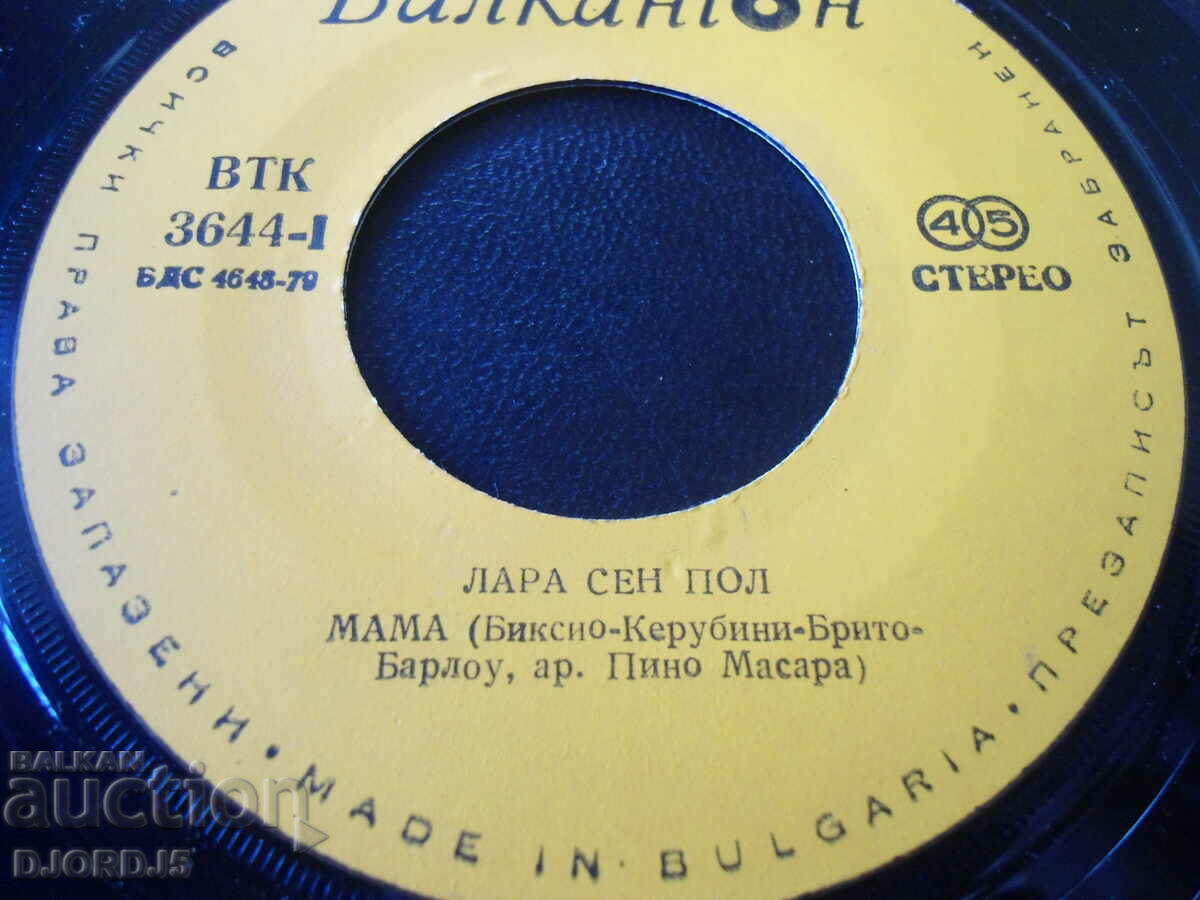 Балкантон
ВТК
3644-1
БДС 4648-79
45
СТЕРЕО
ЛАРА СЕН ПОЛ
МАМА (Биксио-Керубини-Брито-
Барлоу, ар. Пино Масара)
ВСИЧКИ ПРАВА ЗАПАЗЕНИ • MADE IN • BULGARIA • ПРЕЗАПИСЪТ ЗАБРАНЕН
BALKAN
auction
DJORDJ5